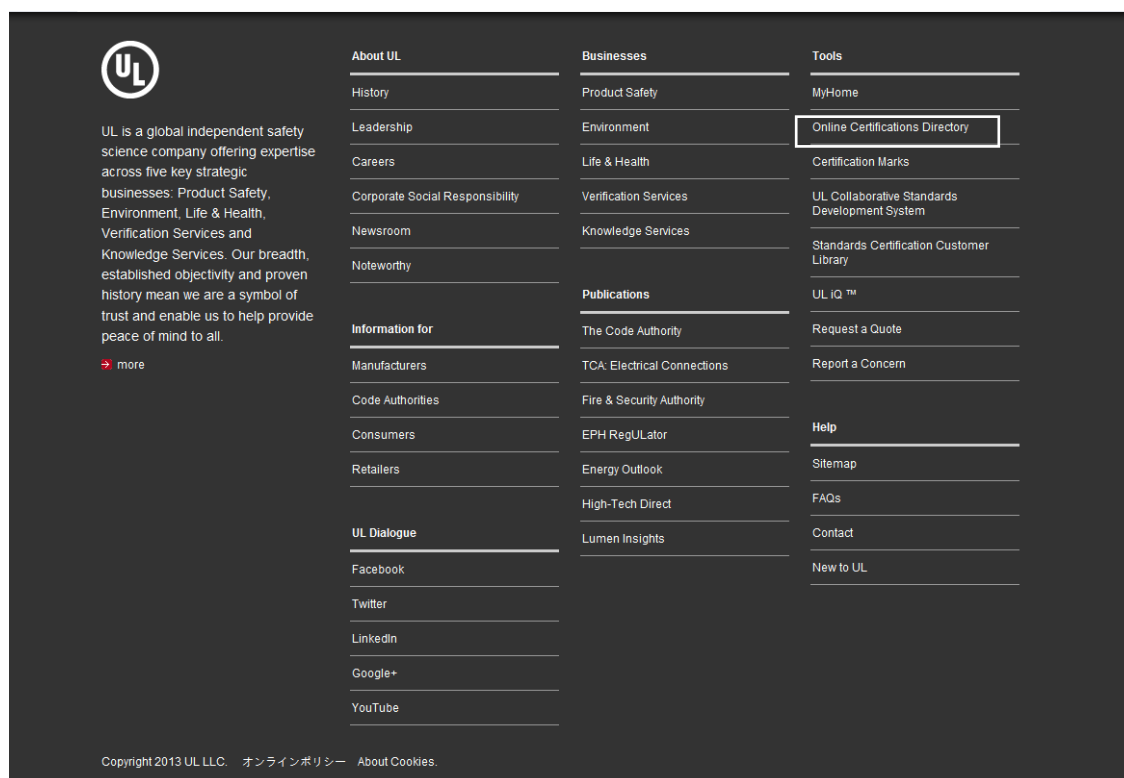 UL
UL is a global independent safety
science company offering expertise
across five key strategic
businesses: Product Safety,
Environment, Life & Health,
Verification Services and
Knowledge Services. Our breadth,
established objectivity and proven
history mean we are a symbol of
trust and enable us to help provide
peace of mind to all.
more
About UL
History
Leadership
Careers
Corporate Social Responsibility
Newsroom
Noteworthy
Information for
Manufacturers
Code Authorities
Consumers
Retailers
UL Dialogue
Facebook
Twitter
LinkedIn
Google+
YouTube
Businesses
Product Safety
Environment
Life & Health
Verification Services
Knowledge Services
Publications
The Code Authority
TCA: Electrical Connections
Fire & Security Authority
EPH RegULator
Energy Outlook
High-Tech Direct
Lumen Insights
Tools
MyHome
Online Certifications Directory
Certification Marks
UL Collaborative Standards
Development System
Standards Certification Customer
Library
UL iQ ™
Request a Quote
Report a Concern
Help
Sitemap
FAQs
Contact
New to UL
Copyright 2013 UL LLC. オンラインポリシー About Cookies.